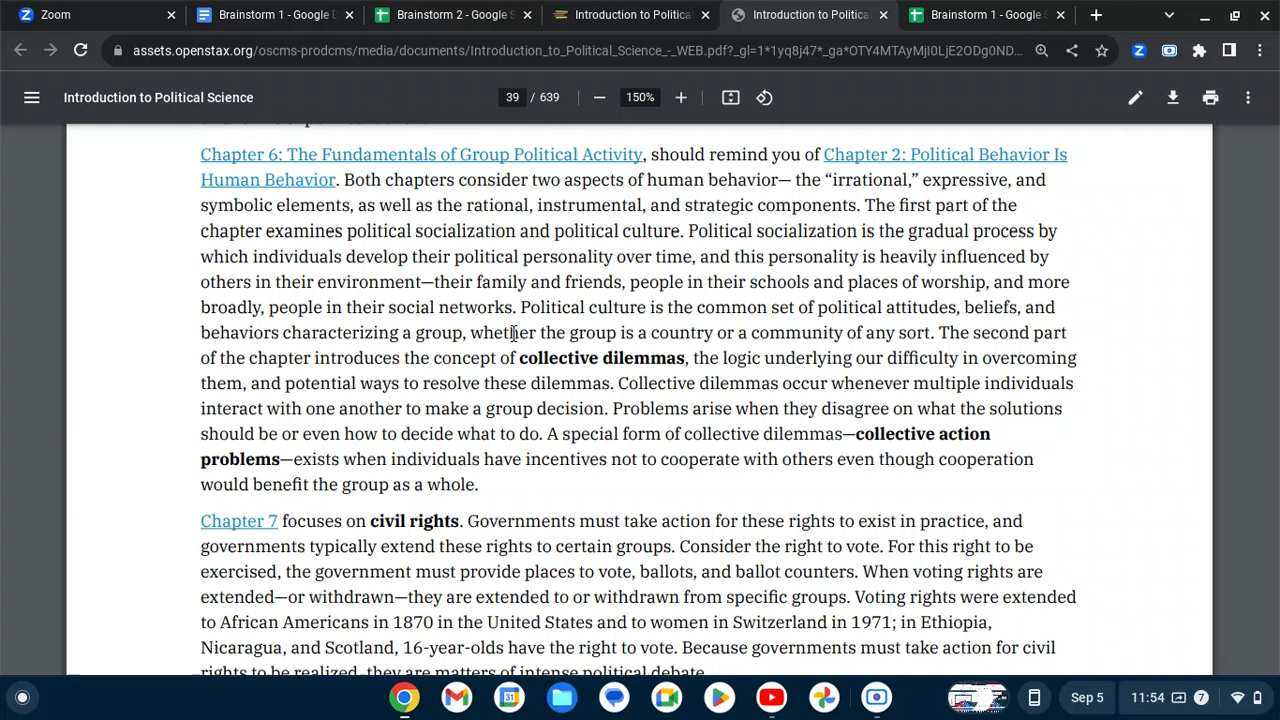 Zoom
Brainstorm 1 - Google D
Brainstorm 2 - Google S
Introduction to Politica
Introduction to Politica
Brainstorm 1 - Google S
assets.openstax.org/oscms-prodcms/media/documents/Introduction_to_Political_Science_-_WEB.pdf?_gl=1*1yq8j47*_ga*OTY4MTAyMjI0LjE2ODg0ND...
Introduction to Political Science
39 / 639
150%
Chapter 6: The Fundamentals of Group Political Activity, should remind you of Chapter 2: Political Behavior Is
Human Behavior. Both chapters consider two aspects of human behavior— the “irrational,” expressive, and
symbolic elements, as well as the rational, instrumental, and strategic components. The first part of the
chapter examines political socialization and political culture. Political socialization is the gradual process by
which individuals develop their political personality over time, and this personality is heavily influenced by
others in their environment—their family and friends, people in their schools and places of worship, and more
broadly, people in their social networks. Political culture is the common set of political attitudes, beliefs, and
behaviors characterizing a group, whether the group is a country or a community of any sort. The second part
of the chapter introduces the concept of collective dilemmas, the logic underlying our difficulty in overcoming
them, and potential ways to resolve these dilemmas. Collective dilemmas occur whenever multiple individuals
interact with one another to make a group decision. Problems arise when they disagree on what the solutions
should be or even how to decide what to do. A special form of collective dilemmas—collective action
problems—exists when individuals have incentives not to cooperate with others even though cooperation
would benefit the group as a whole.
Chapter 7 focuses on civil rights. Governments must take action for these rights to exist in practice, and
governments typically extend these rights to certain groups. Consider the right to vote. For this right to be
exercised, the government must provide places to vote, ballots, and ballot counters. When voting rights are
extended—or withdrawn—they are extended to or withdrawn from specific groups. Voting rights were extended
to African Americans in 1870 in the United States and to women in Switzerland in 1971; in Ethiopia,
Nicaragua, and Scotland, 16-year-olds have the right to vote. Because governments must take action for civil
rights to be realized, they are matters of intense political debate.
31
Sep 5
11:54
7